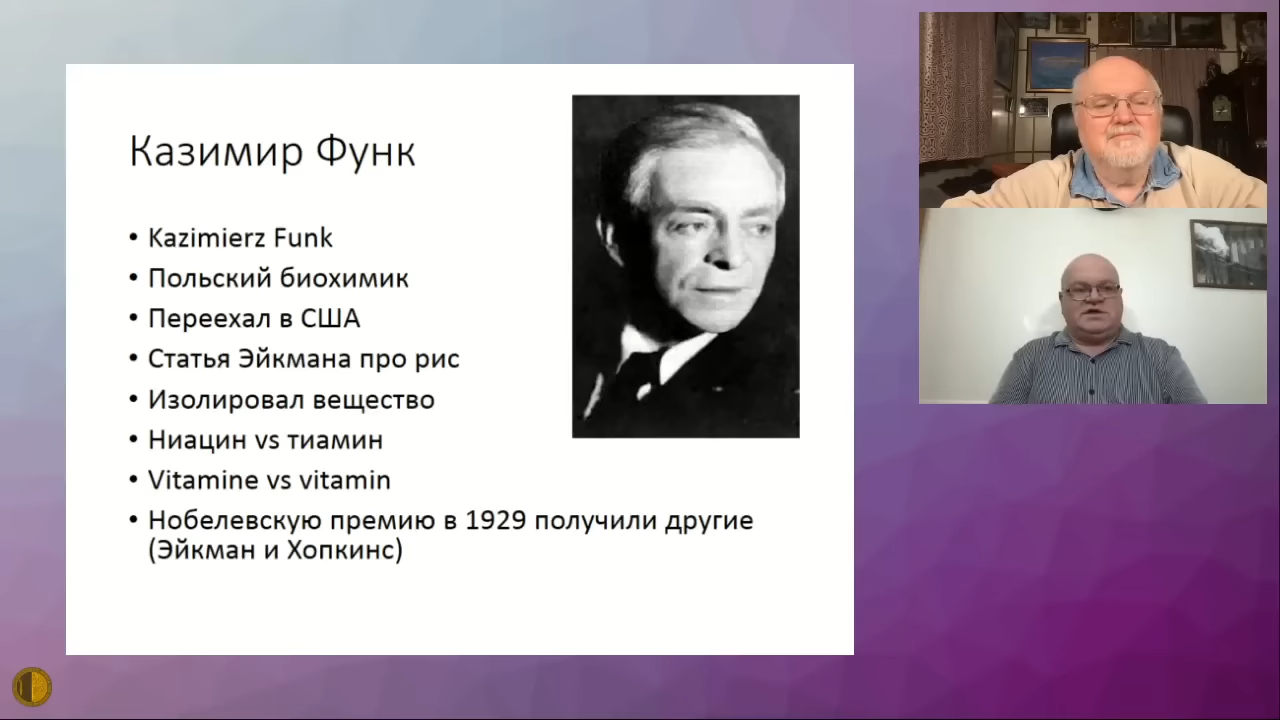 Казимир Функ
• Kazimierz Funk
• Польский биохимик
• Переехал в США
• Статья Эйкмана про рис
• Изолировал вещество
• Ниацин vs тиамин
• Vitamine vs vitamin
• Нобелевскую премию в 1929 получили другие
(Эйкман и Хопкинс)